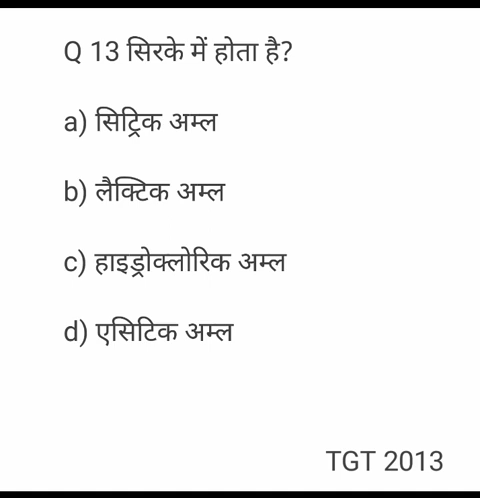 Q 13 सिरके में होता है?
a) सिट्रिक अम्ल
b) लैक्टिक अम्ल
c) हाइड्रोक्लोरिक अम्ल
d) एसिटिक अम्ल
TGT 2013